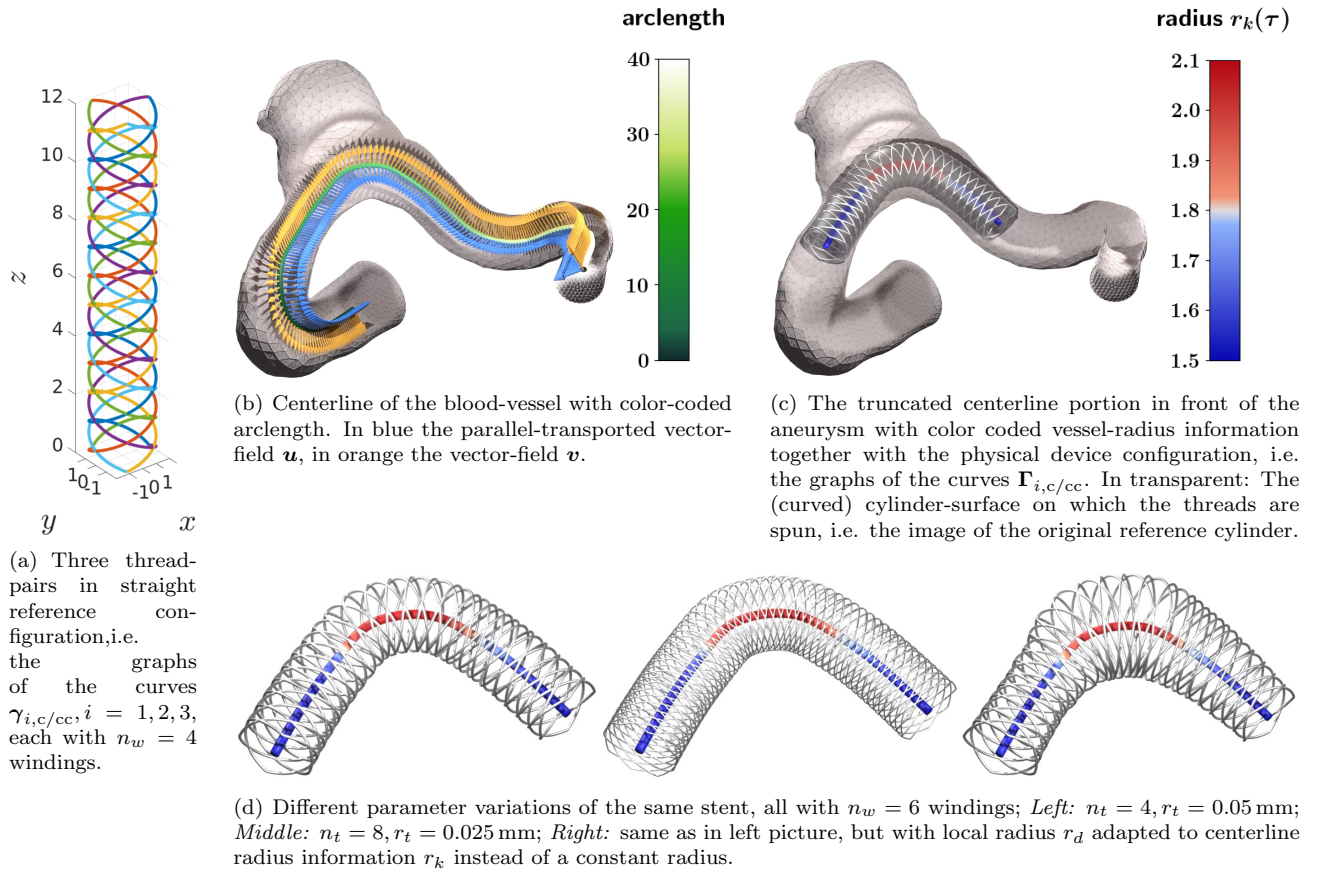 arclength
40
30
20
10
0
radius r_k(τ)
2.1
2.0
1.9
1.8
1.7
1.6
1.5
12
10
8
6
4
2
0
z
1
0
-1
-1
0
1
y
x
(a) Three thread-
pairs in straight
reference con-
figuration,i.e.
the graphs
of the curves
γ_{i,c/cc}, i = 1, 2, 3,
each with n_w = 4
windings.
(b) Centerline of the blood-vessel with color-coded
arclength. In blue the parallel-transported vector-
field u, in orange the vector-field v.
(c) The truncated centerline portion in front of the
aneurysm with color coded vessel-radius information
together with the physical device configuration, i.e.
the graphs of the curves Γ_{i,c/cc}. In transparent: The
(curved) cylinder-surface on which the threads are
spun, i.e. the image of the original reference cylinder.
(d) Different parameter variations of the same stent, all with n_w = 6 windings; Left: n_t = 4, r_t = 0.05 mm;
Middle: n_t = 8, r_t = 0.025 mm; Right: same as in left picture, but with local radius r_d adapted to centerline
radius information r_k instead of a constant radius.